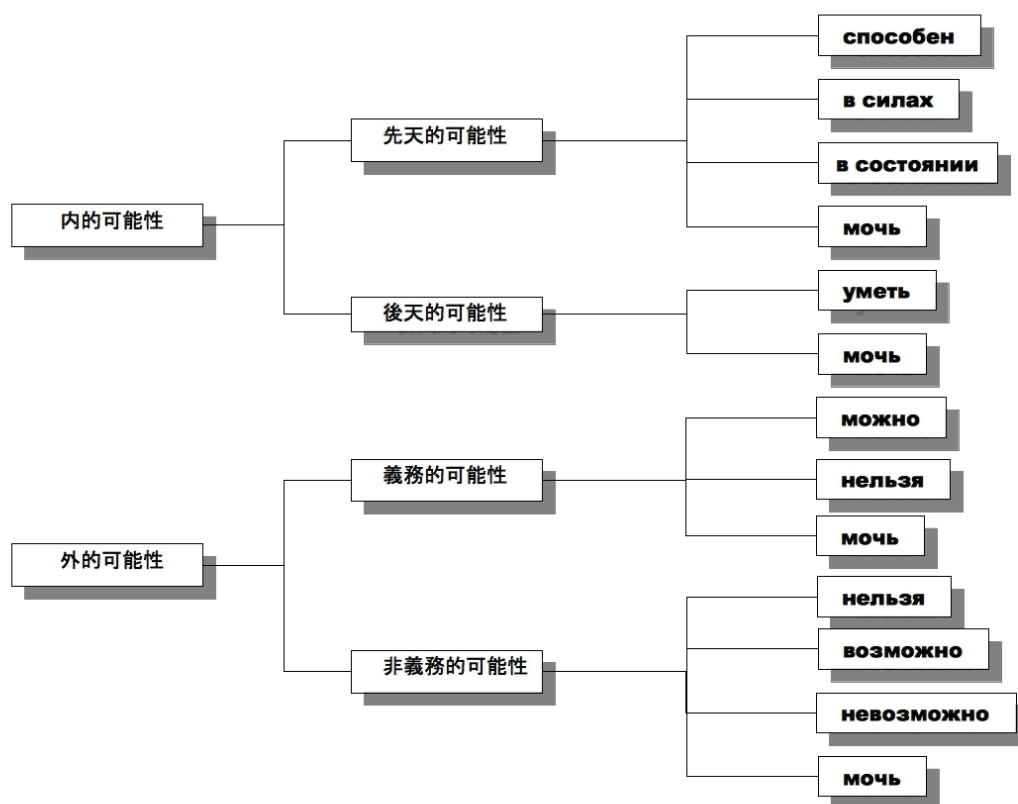 内的可能性
先天的可能性
способен
в силах
в состоянии
мочь
後天的可能性
уметь
мочь
外的可能性
義務的可能性
можно
нельзя
мочь
非義務的可能性
нельзя
возможно
невозможно
мочь